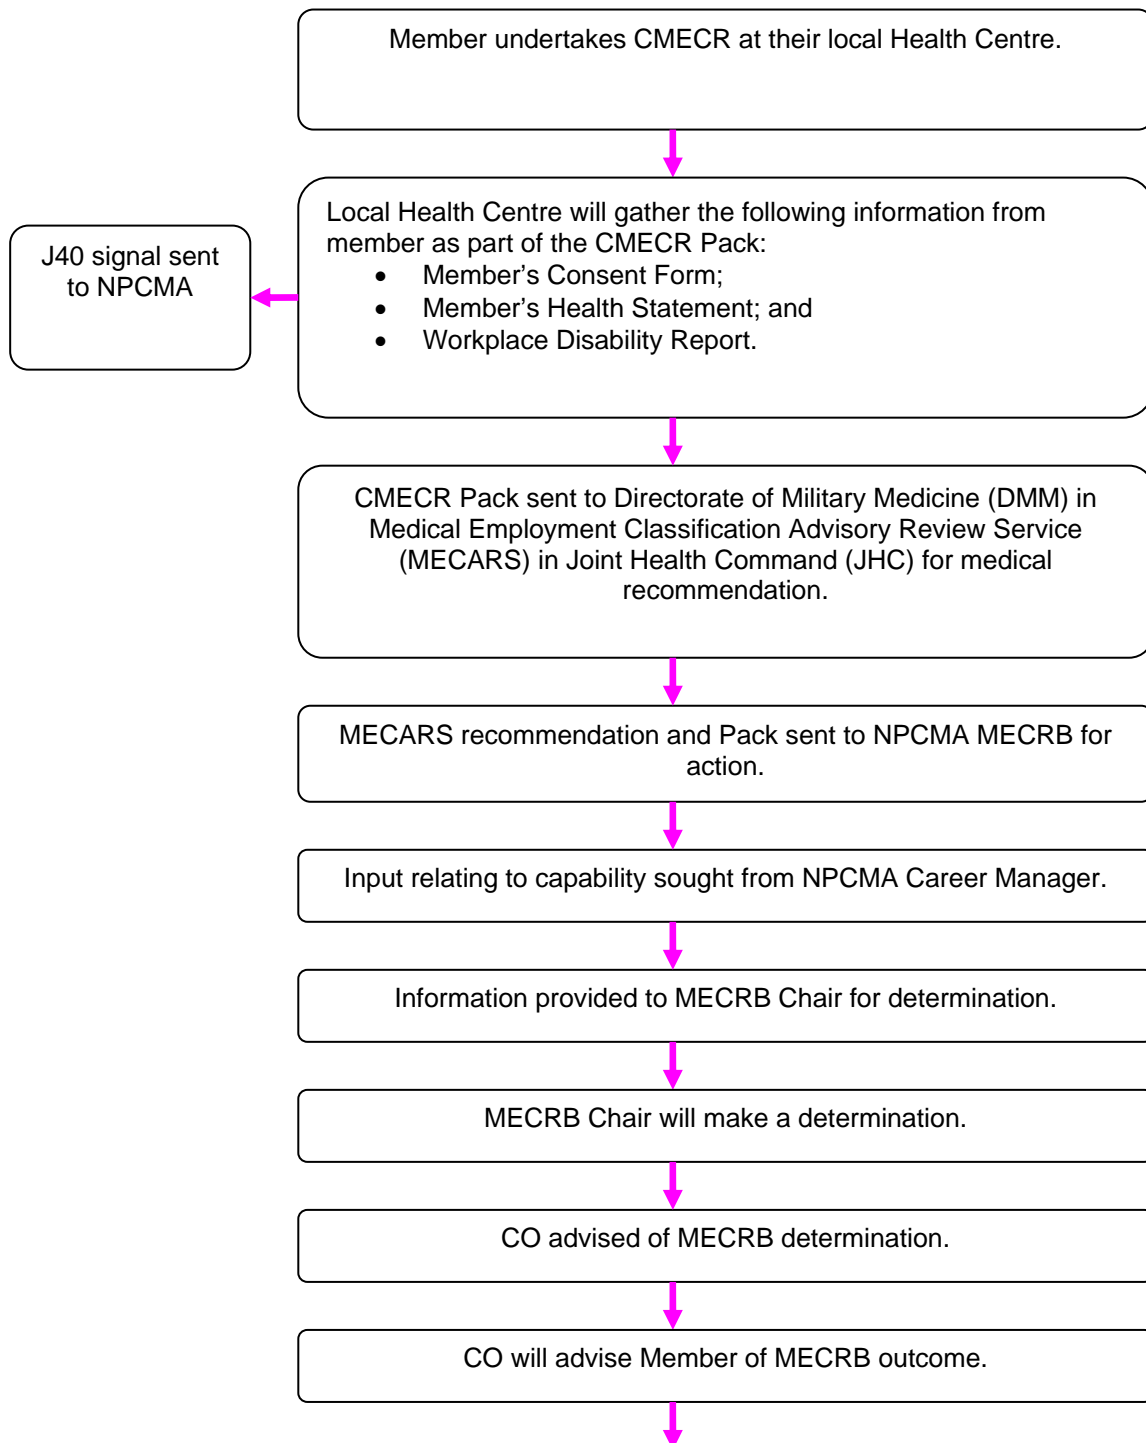 Member undertakes CMECR at their local Health Centre.
Local Health Centre will gather the following information from
member as part of the CMECR Pack:
• Member’s Consent Form;
• Member’s Health Statement; and
• Workplace Disability Report.
J40 signal sent
to NPCMA
CMECR Pack sent to Directorate of Military Medicine (DMM) in
Medical Employment Classification Advisory Review Service
(MECARS) in Joint Health Command (JHC) for medical
recommendation.
MECARS recommendation and Pack sent to NPCMA MECRB for
action.
Input relating to capability sought from NPCMA Career Manager.
Information provided to MECRB Chair for determination.
MECRB Chair will make a determination.
CO advised of MECRB determination.
CO will advise Member of MECRB outcome.